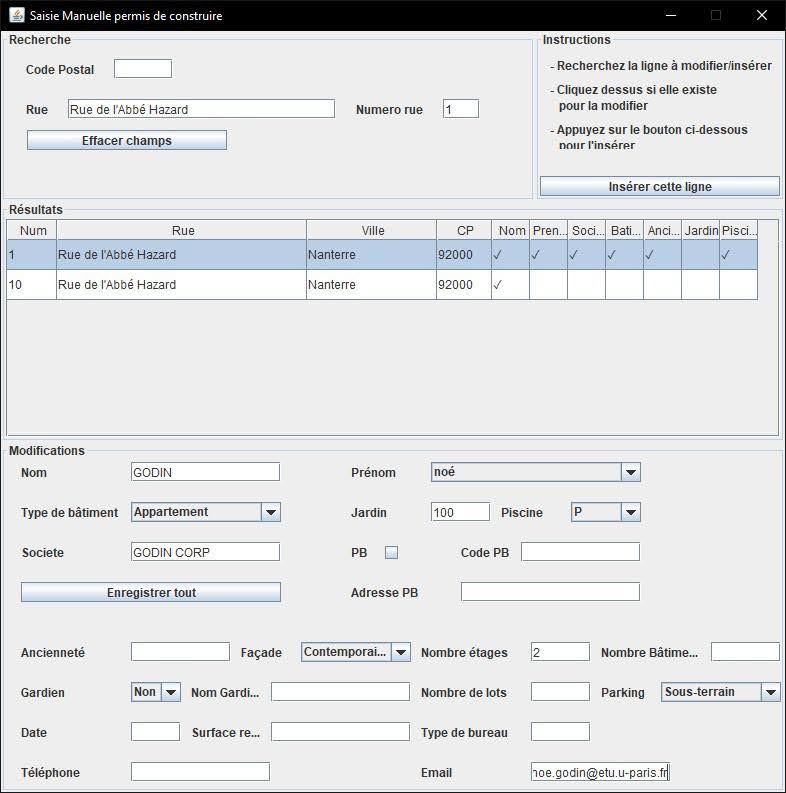 Saisie Manuelle permis de construire
Recherche
Code Postal
Rue Rue de l'Abbé Hazard Numero rue 1
Effacer champs
Instructions
- Recherchez la ligne à modifier/insérer
- Cliquez dessus si elle existe
pour la modifier
- Appuyez sur le bouton ci-dessous
pour l'insérer
Insérer cette ligne
Résultats
Num Rue Ville CP Nom Pren... Soci... Bati... Anci... Jardin Pisci...
1 Rue de l'Abbé Hazard Nanterre 92000 ✓ ✓ ✓ ✓ ✓ ✓
10 Rue de l'Abbé Hazard Nanterre 92000 ✓
Modifications
Nom GODIN Prénom noé
Type de bâtiment Appartement Jardin 100 Piscine P
Societe GODIN CORP PB Code PB
Enregistrer tout Adresse PB
Ancienneté Façade Contemporai... Nombre étages 2 Nombre Bâtime...
Gardien Non Nom Gardi... Nombre de lots Parking Sous-terrain
Date Surface re... Type de bureau
Téléphone Email noe.godin@etu.u-paris.fr